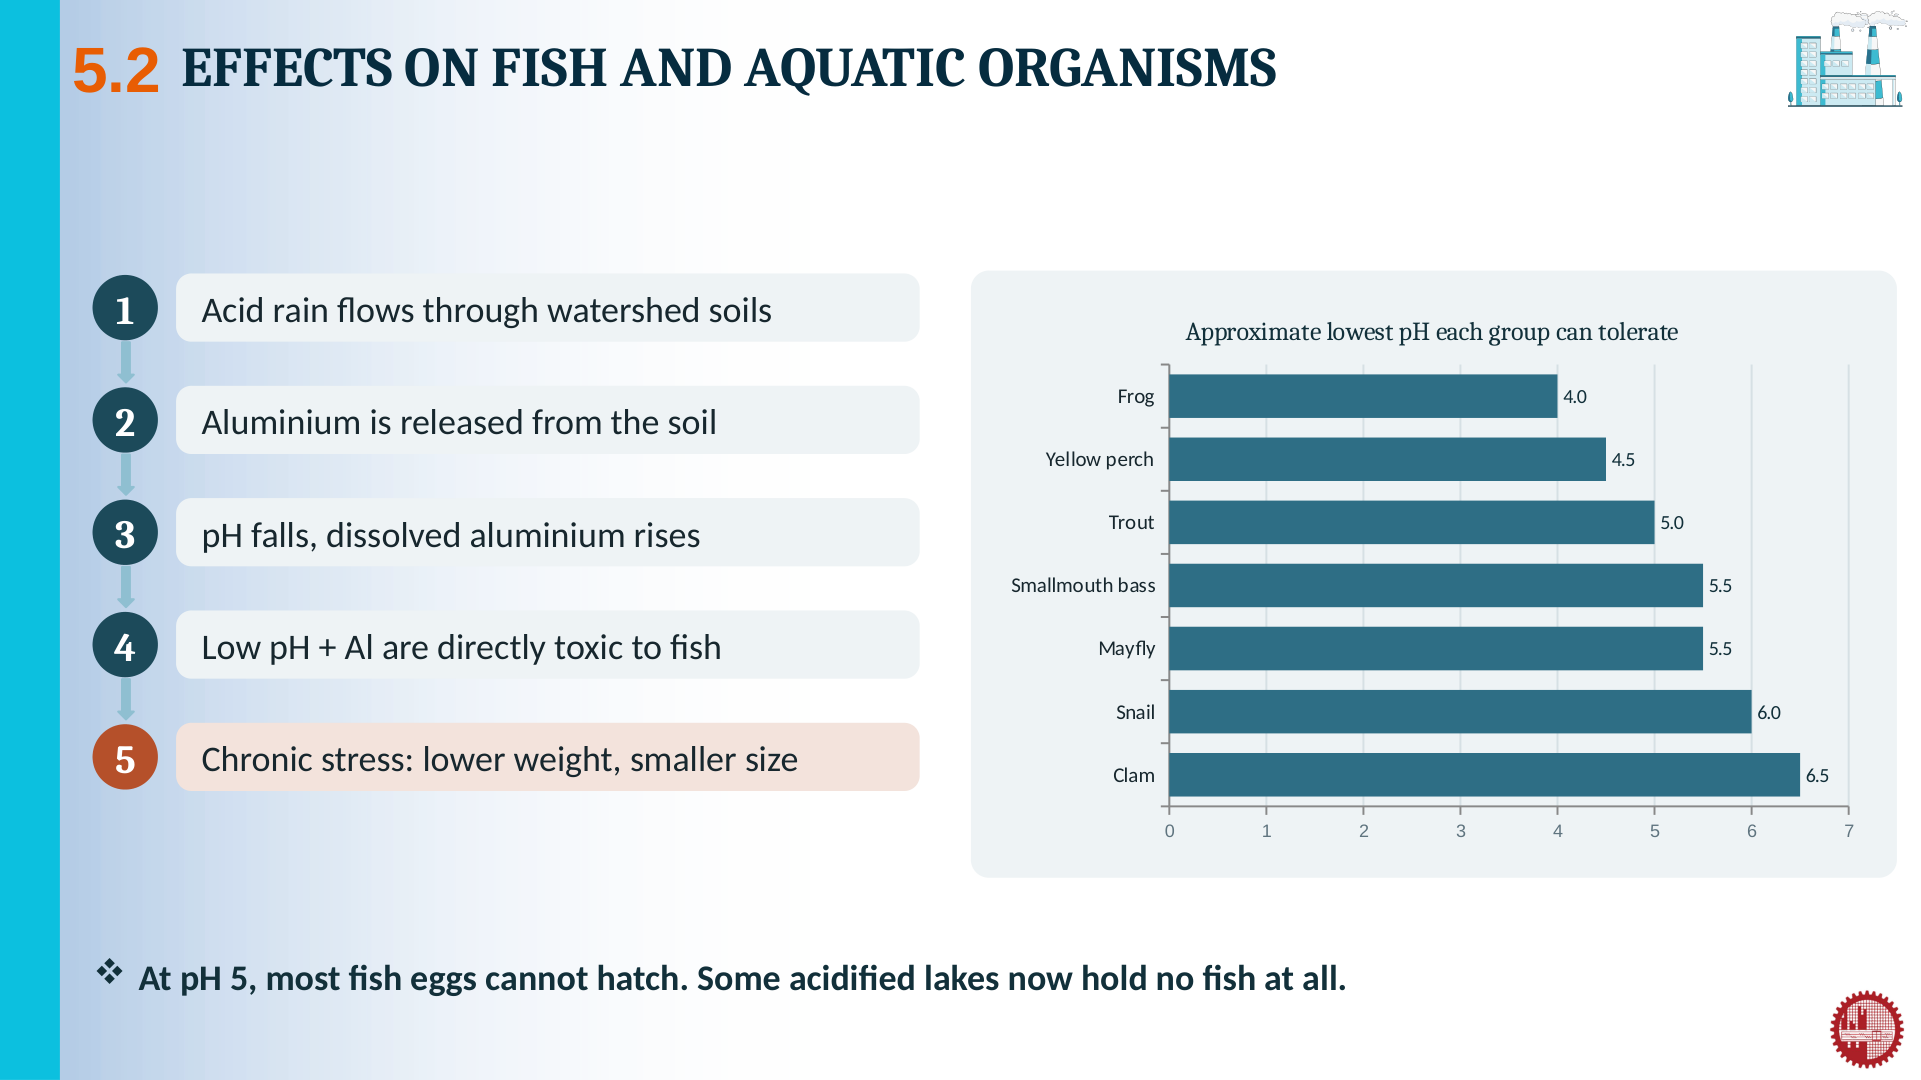 5.2 EFFECTS ON FISH AND AQUATIC ORGANISMS
1 Acid rain flows through watershed soils
2 Aluminium is released from the soil
3 pH falls, dissolved aluminium rises
4 Low pH + Al are directly toxic to fish
5 Chronic stress: lower weight, smaller size
Approximate lowest pH each group can tolerate
Frog 4.0
Yellow perch 4.5
Trout 5.0
Smallmouth bass 5.5
Mayfly 5.5
Snail 6.0
Clam 6.5
0 1 2 3 4 5 6 7
❖ At pH 5, most fish eggs cannot hatch. Some acidified lakes now hold no fish at all.